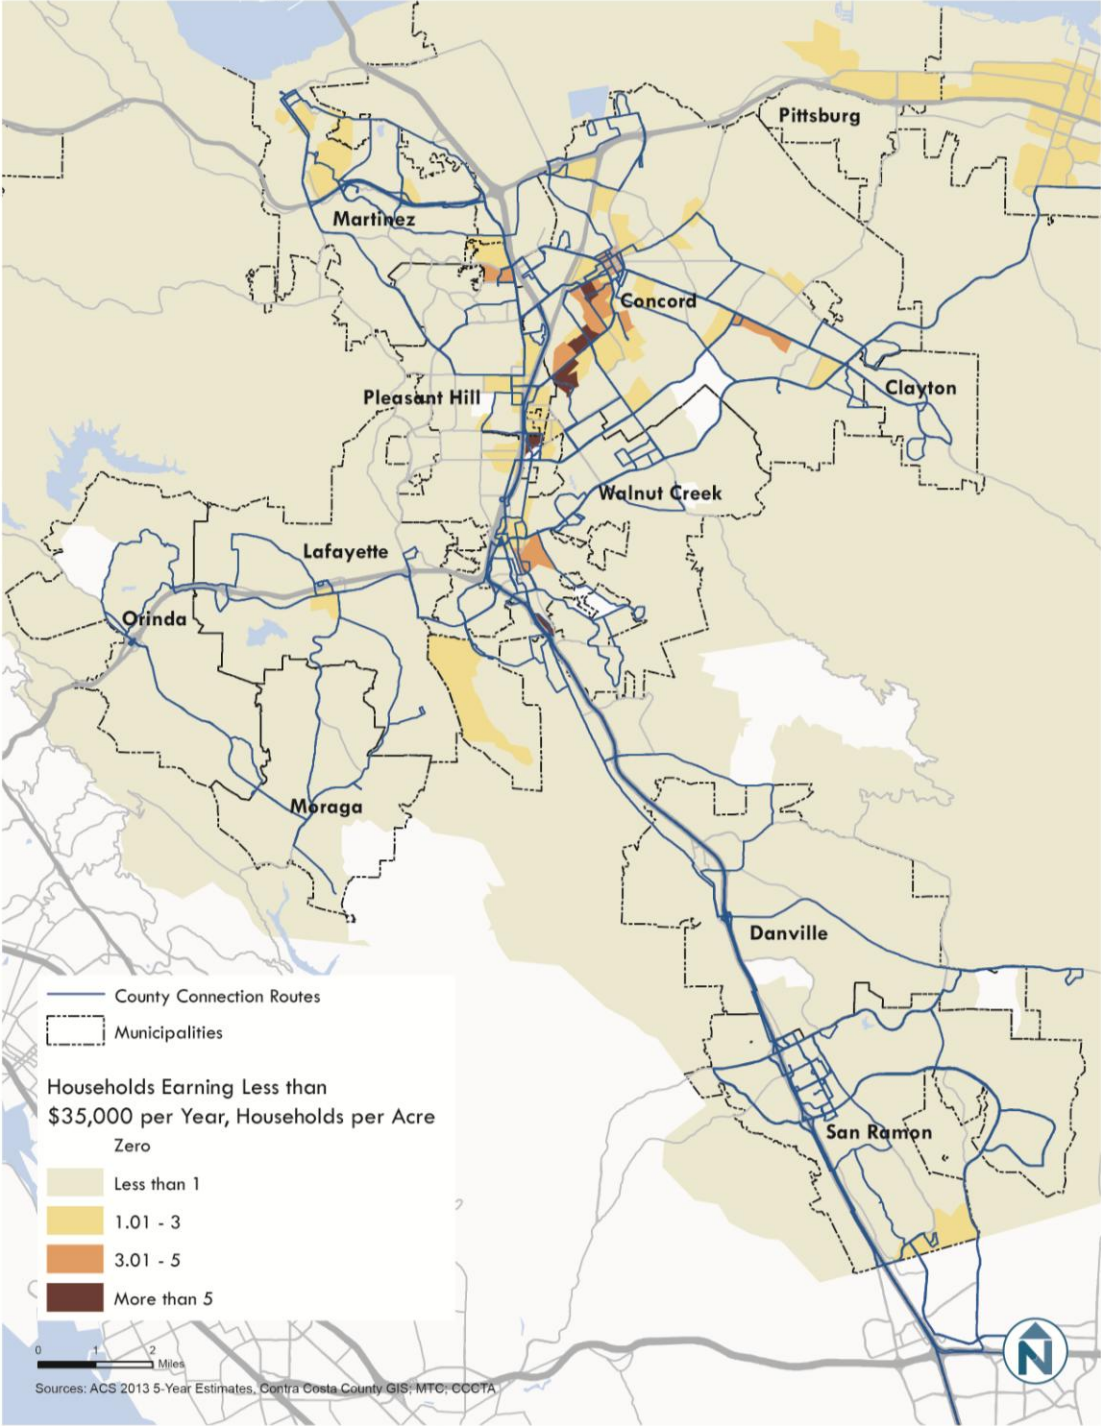 Pittsburg
Martinez
Concord
Clayton
Pleasant Hill
Walnut Creek
Lafayette
Orinda
Moraga
Danville
San Ramon
County Connection Routes
Municipalities
Households Earning Less than
$35,000 per Year, Households per Acre
Zero
Less than 1
1.01 - 3
3.01 - 5
More than 5
0 1 2
Miles
Sources: ACS 2013 5-Year Estimates, Contra Costa County GIS; MTC; CCCTA
N